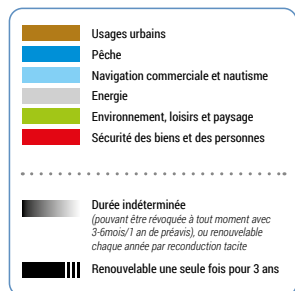 Usages urbains
Pêche
Navigation commerciale et nautisme
Energie
Environnement, loisirs et paysage
Sécurité des biens et des personnes
Durée indéterminée
(pouvant être révoquée à tout moment avec
3-6mois/1 an de préavis), ou renouvelable
chaque année par reconduction tacite
Renouvelable une seule fois pour 3 ans